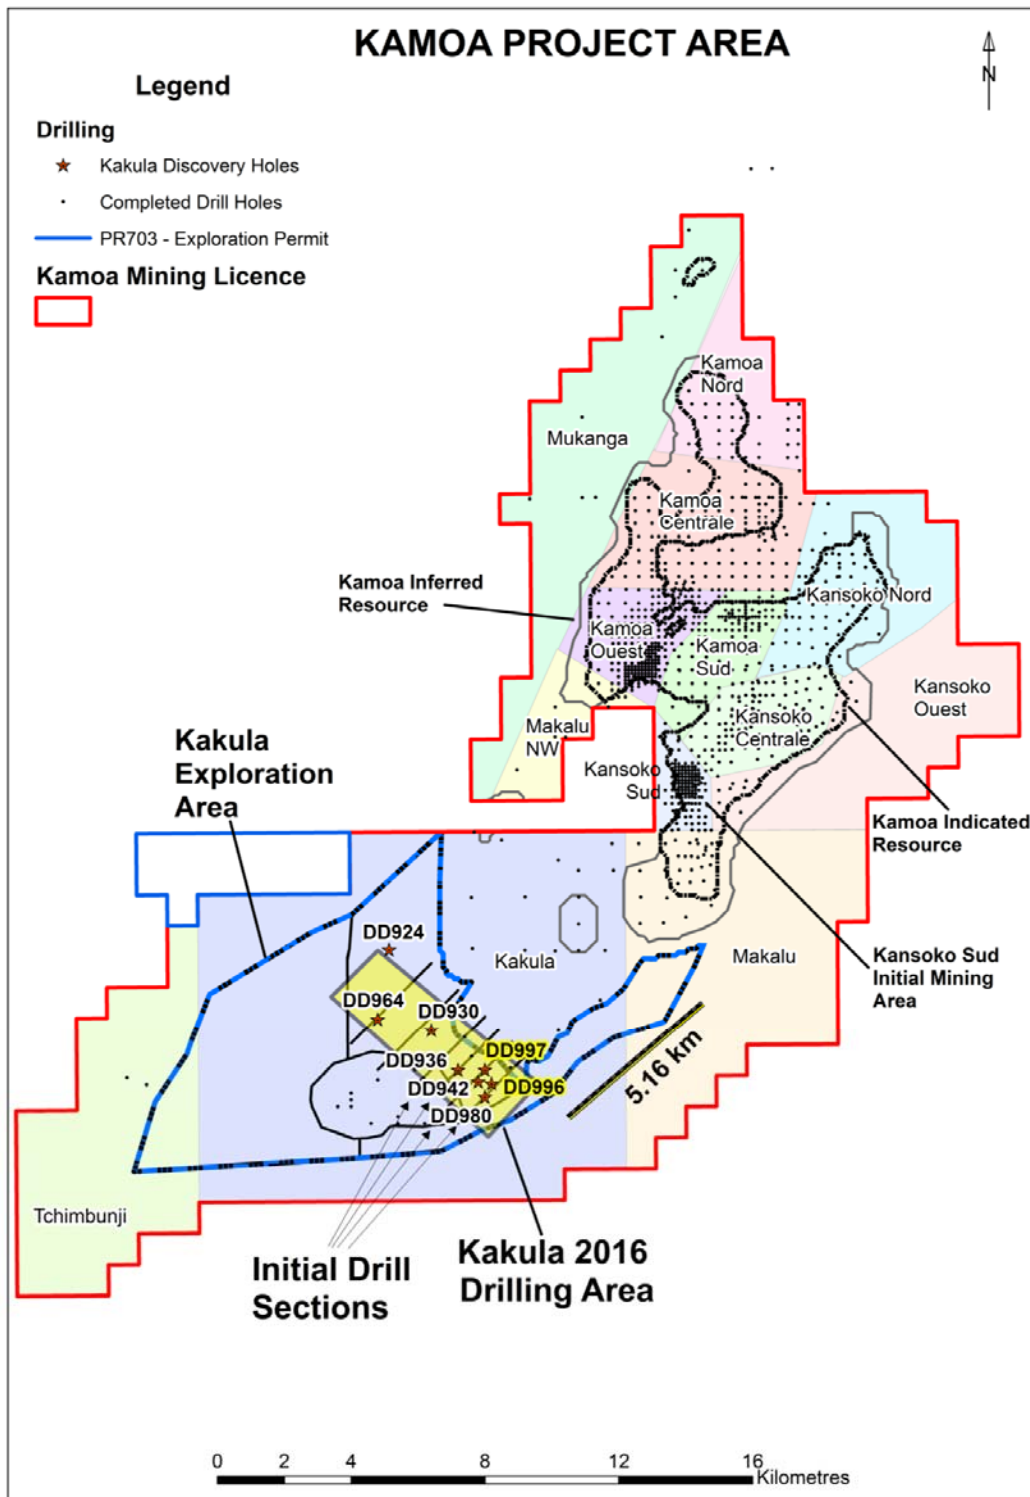 KAMOA PROJECT AREA
N
Legend
Drilling
Kakula Discovery Holes
Completed Drill Holes
PR703 - Exploration Permit
Kamoa Mining Licence
Kamoa
Nord
Mukanga
Kamoa
Centrale
Kamoa Inferred
Resource
Kansoko Nord
Kamoa
Ouest
Kamoa
Sud
Kansoko
Ouest
Makalu
NW
Kansoko
Centrale
Kansoko
Sud
Kakula
Exploration
Area
Kamoa Indicated
Resource
DD924
Kakula
Makalu
Kansoko Sud
Initial Mining
Area
DD964
DD930
DD997
DD936
DD996
DD942
DD980
5.16 km
Tchimbunji
Initial Drill
Sections
Kakula 2016
Drilling Area
0 2 4 8 12 16
Kilometres